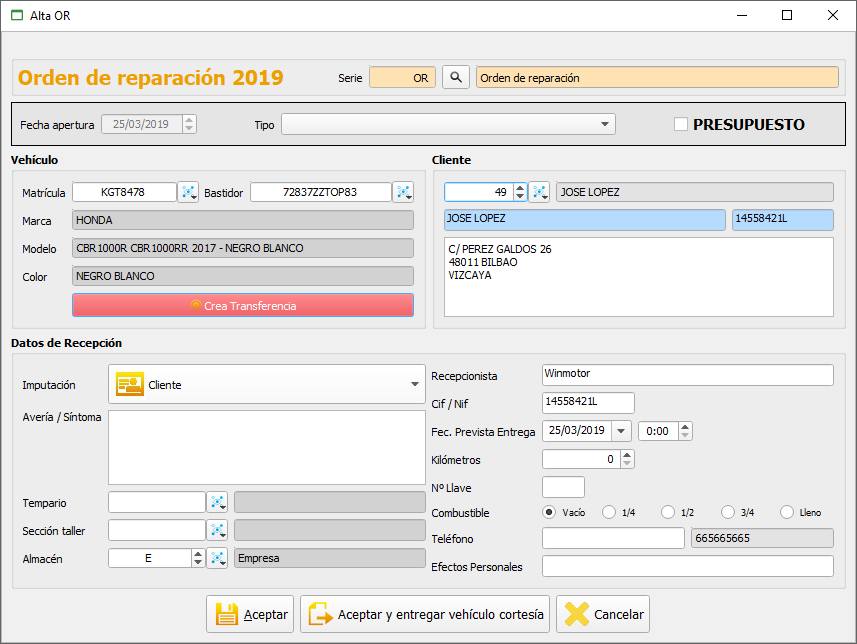 Alta OR
Orden de reparación 2019
Serie OR Orden de reparación
Fecha apertura 25/03/2019 Tipo PRESUPUESTO
Vehículo
Matrícula KGT8478 Bastidor 72837ZZTOP83
Marca HONDA
Modelo CBR1000R CBR1000RR 2017 - NEGRO BLANCO
Color NEGRO BLANCO
Crea Transferencia
Cliente
49 JOSE LOPEZ
JOSE LOPEZ 14558421L
C/ PEREZ GALDOS 26
48011 BILBAO
VIZCAYA
Datos de Recepción
Imputación Cliente
Avería / Síntoma
Tempario
Sección taller
Almacén E Empresa
Recepcionista Winmotor
Cif / Nif 14558421L
Fec. Prevista Entrega 25/03/2019 0:00
Kilómetros 0
Nº Llave
Combustible Vacío 1/4 1/2 3/4 Lleno
Teléfono 665665665
Efectos Personales
Aceptar Aceptar y entregar vehículo cortesía Cancelar